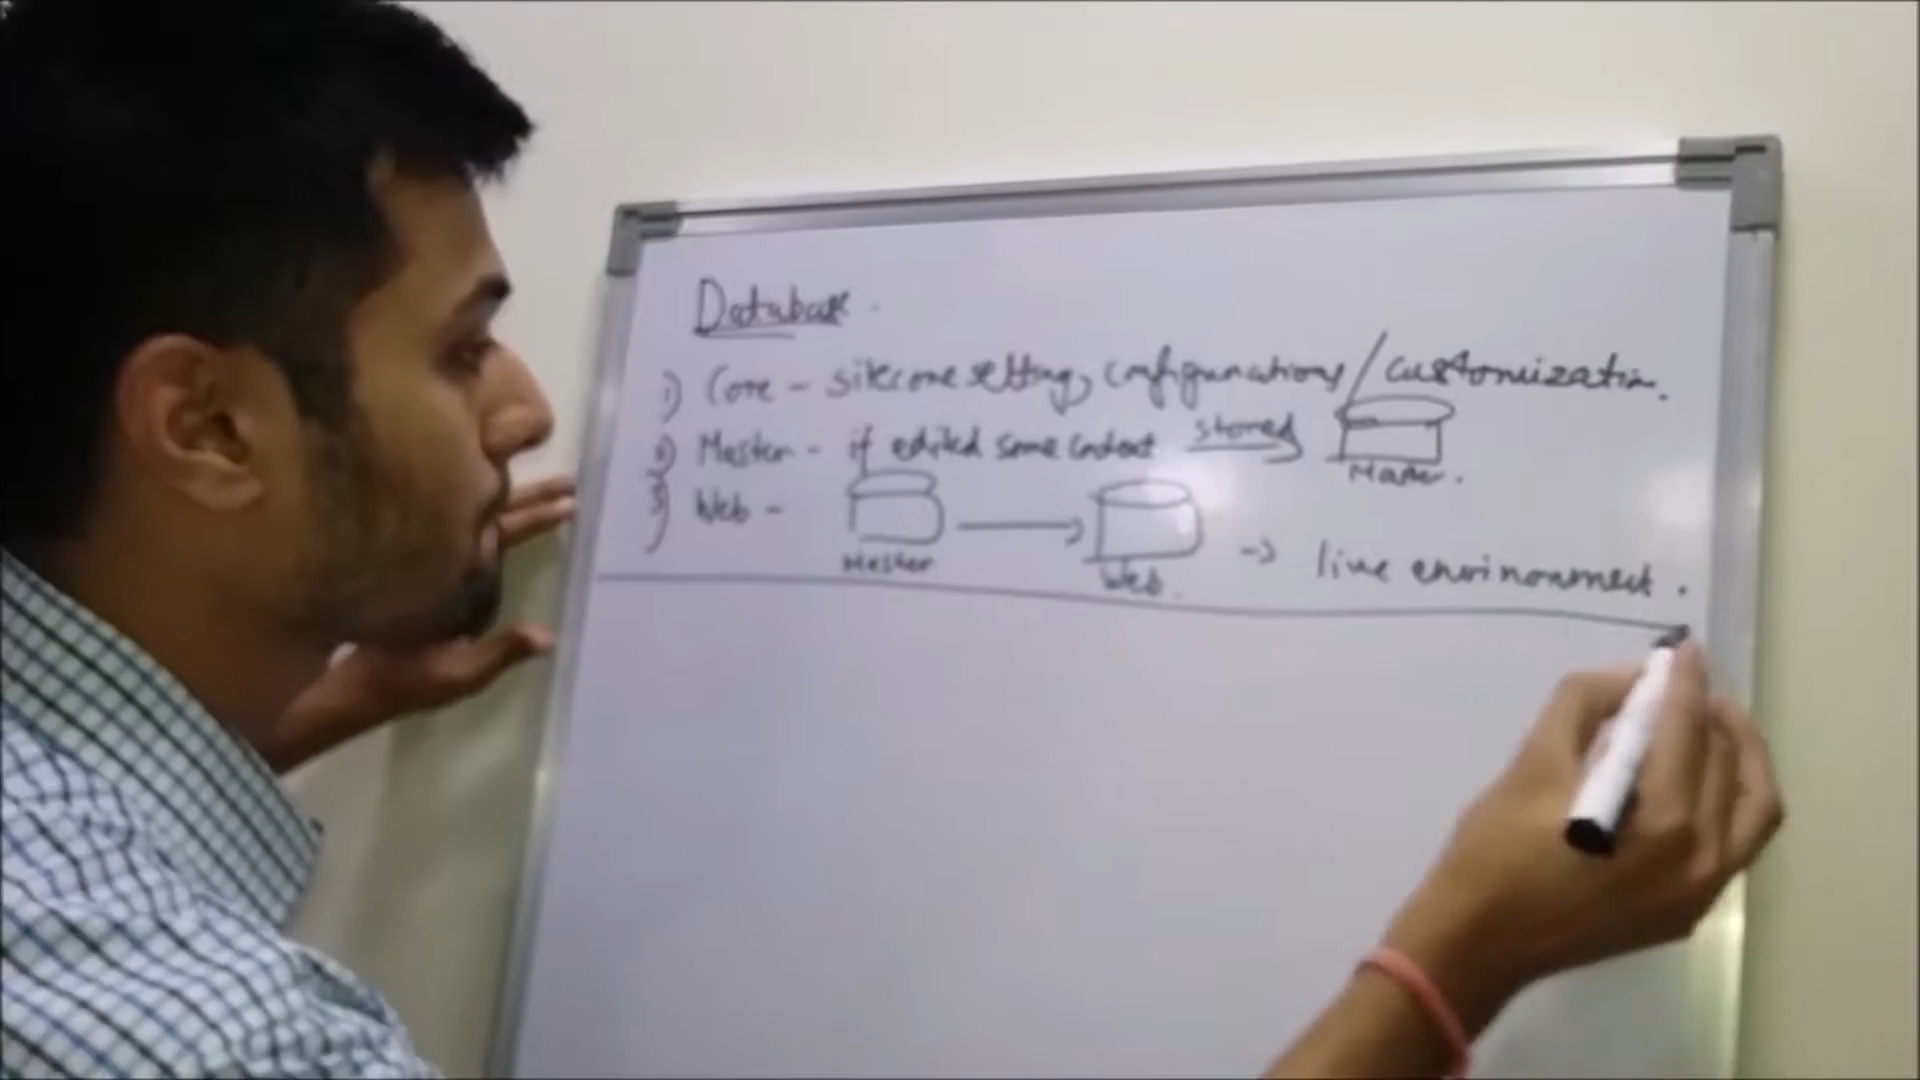 Database.
1) Core - sitecore setting, configurations / customization.
2) Master - if edited some content stored Master.
3) Web - Master Web. -> live environment.